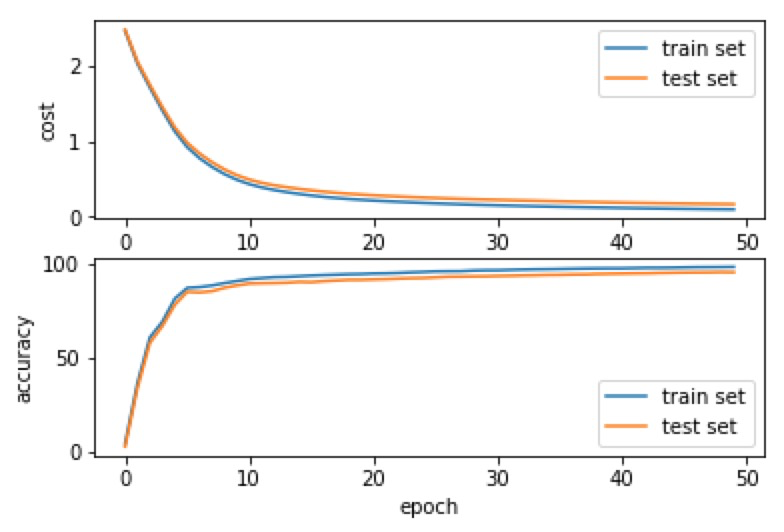 train set
test set
2
1
0
cost
0 10 20 30 40 50
100
50
0
accuracy
train set
test set
0 10 20 30 40 50
epoch